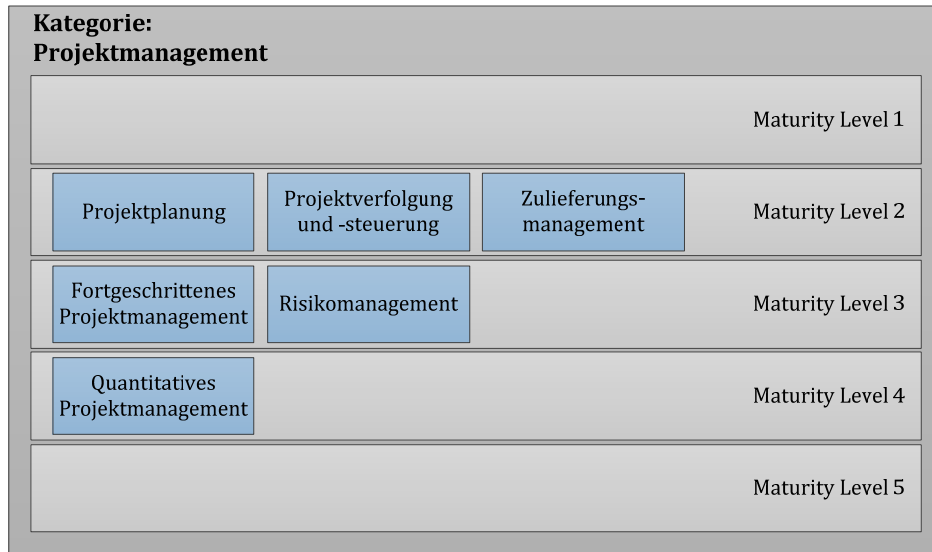 Kategorie:
Projektmanagement
Maturity Level 1
Projektplanung
Projektverfolgung
und -steuerung
Zulieferungs-
management
Maturity Level 2
Fortgeschrittenes
Projektmanagement
Risikomanagement
Maturity Level 3
Quantitatives
Projektmanagement
Maturity Level 4
Maturity Level 5